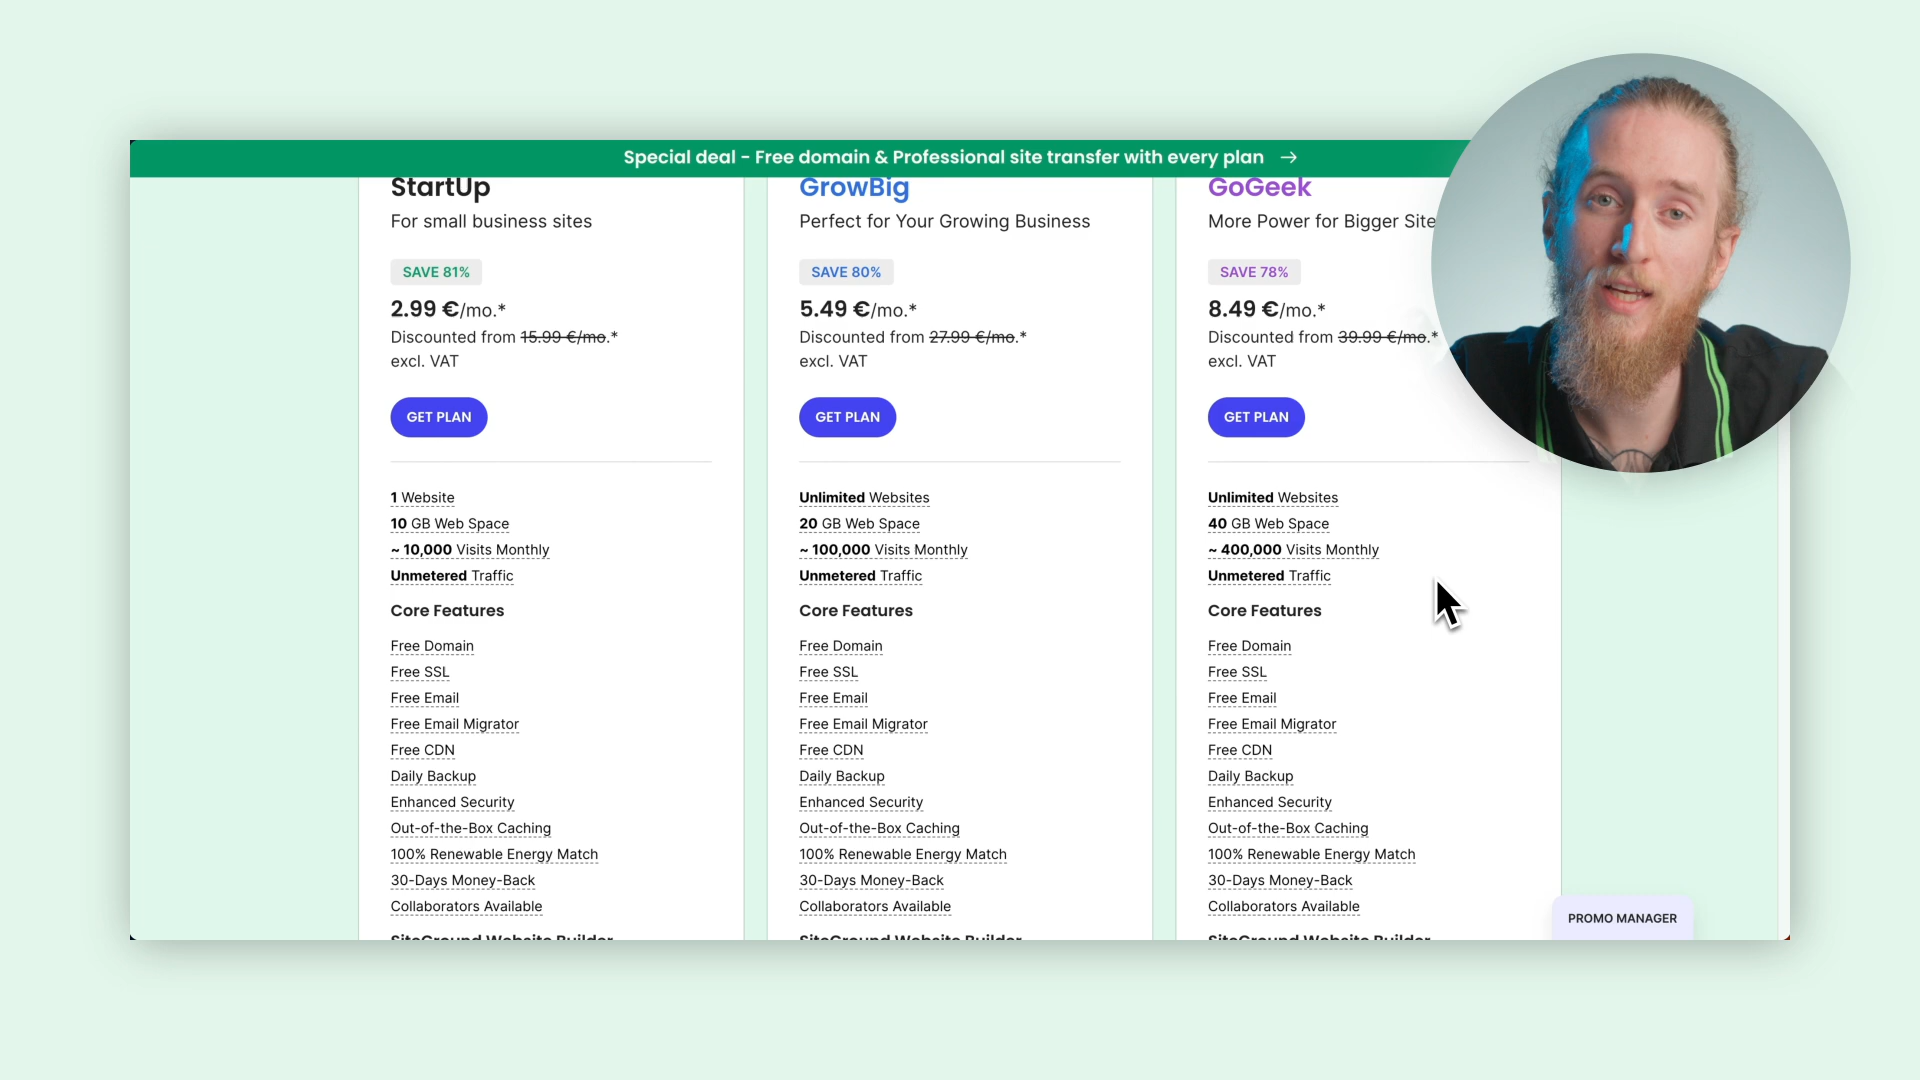 Special deal - Free domain & Professional site transfer with every plan →
StartUp
For small business sites
SAVE 81%
2.99 €/mo.*
Discounted from 15.99 €/mo.*
excl. VAT
GET PLAN
1 Website
10 GB Web Space
~ 10,000 Visits Monthly
Unmetered Traffic
Core Features
Free Domain
Free SSL
Free Email
Free Email Migrator
Free CDN
Daily Backup
Enhanced Security
Out-of-the-Box Caching
100% Renewable Energy Match
30-Days Money-Back
Collaborators Available
SiteGround Website Builder
GrowBig
Perfect for Your Growing Business
SAVE 80%
5.49 €/mo.*
Discounted from 27.99 €/mo.*
excl. VAT
GET PLAN
Unlimited Websites
20 GB Web Space
~ 100,000 Visits Monthly
Unmetered Traffic
Core Features
Free Domain
Free SSL
Free Email
Free Email Migrator
Free CDN
Daily Backup
Enhanced Security
Out-of-the-Box Caching
100% Renewable Energy Match
30-Days Money-Back
Collaborators Available
SiteGround Website Builder
GoGeek
More Power for Bigger Site
SAVE 78%
8.49 €/mo.*
Discounted from 39.99 €/mo.*
excl. VAT
GET PLAN
Unlimited Websites
40 GB Web Space
~ 400,000 Visits Monthly
Unmetered Traffic
Core Features
Free Domain
Free SSL
Free Email
Free Email Migrator
Free CDN
Daily Backup
Enhanced Security
Out-of-the-Box Caching
100% Renewable Energy Match
30-Days Money-Back
Collaborators Available
SiteGround Website Builder
PROMO MANAGER